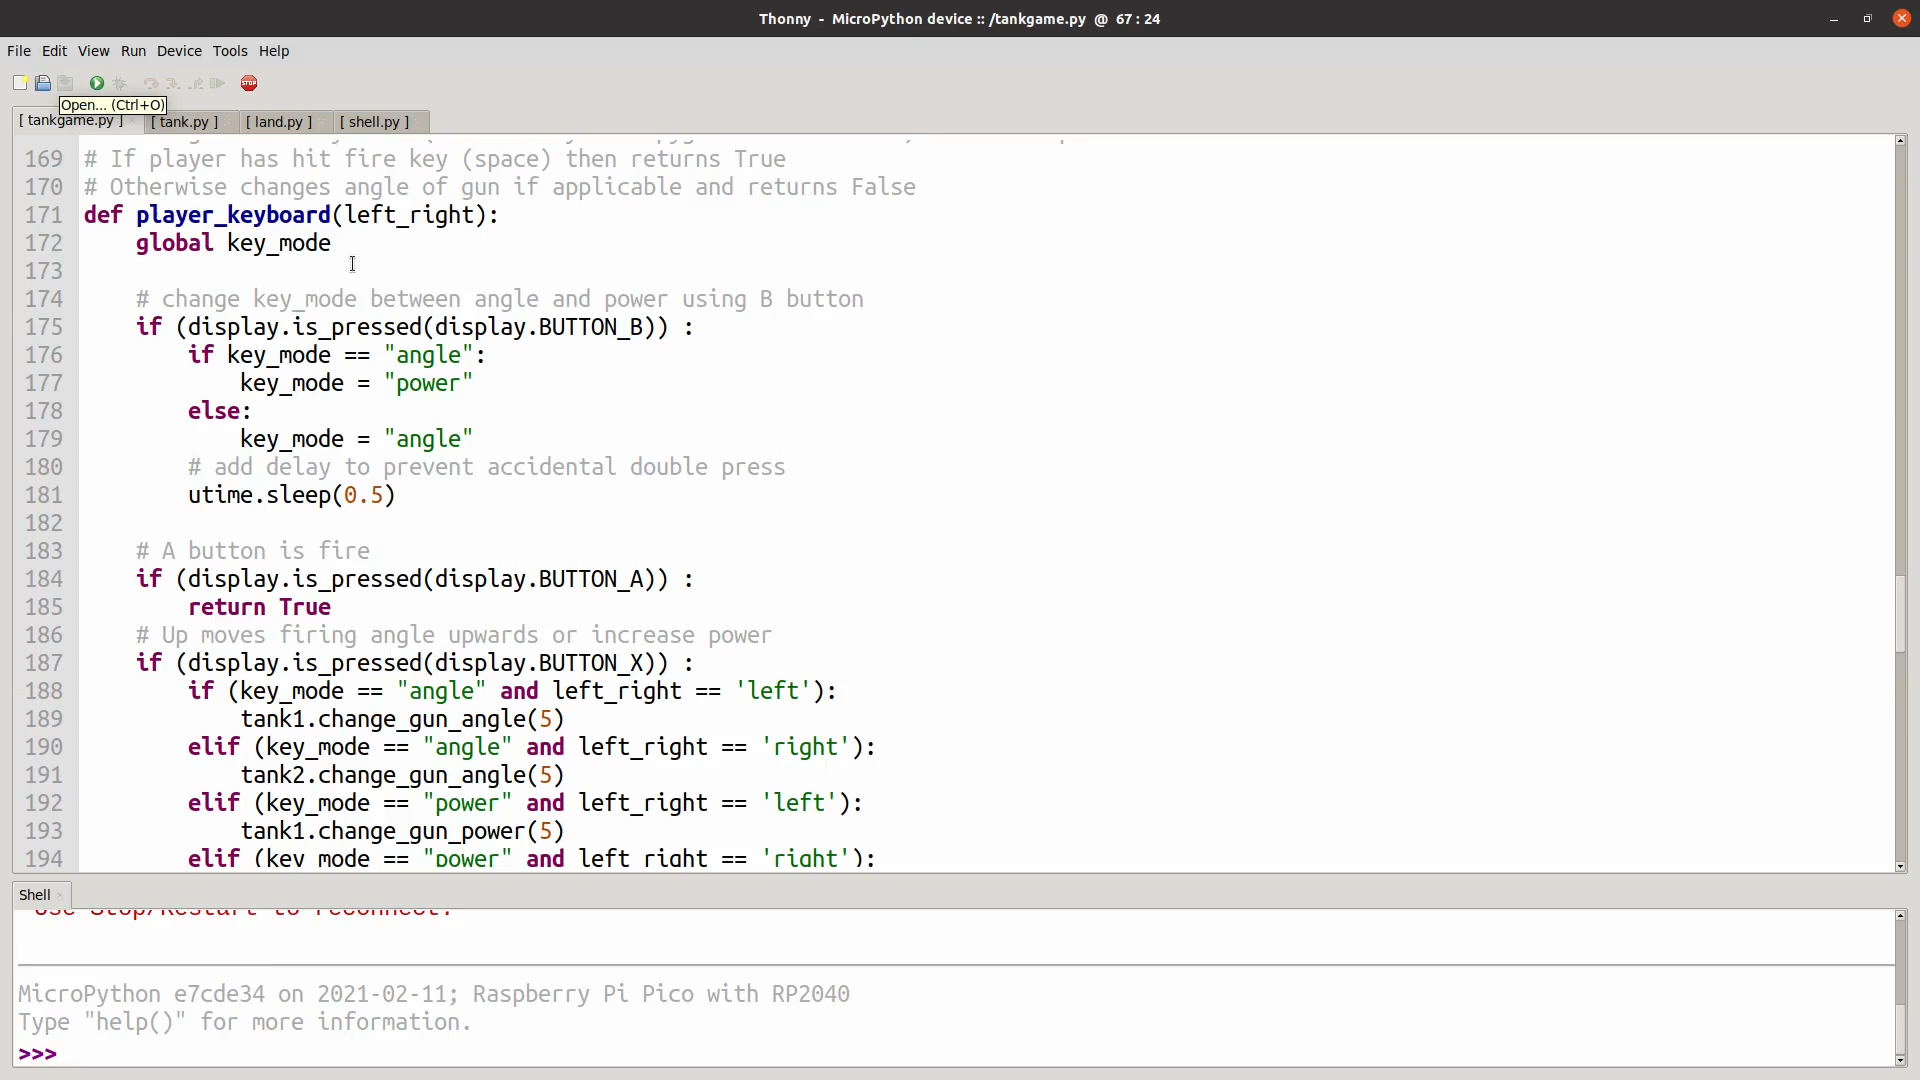 Thonny - MicroPython device :: /tankgame.py @ 67 : 24
File Edit View Run Device Tools Help
STOP
Open... (Ctrl+O)
[ tankgame.py ] [ tank.py ] [ land.py ] [ shell.py ]
169 # If player has hit fire key (space) then returns True
170 # Otherwise changes angle of gun if applicable and returns False
171 def player_keyboard(left_right):
172     global key_mode
173
174     # change key_mode between angle and power using B button
175     if (display.is_pressed(display.BUTTON_B)) :
176         if key_mode == "angle":
177             key_mode = "power"
178         else:
179             key_mode = "angle"
180         # add delay to prevent accidental double press
181         utime.sleep(0.5)
182
183     # A button is fire
184     if (display.is_pressed(display.BUTTON_A)) :
185         return True
186     # Up moves firing angle upwards or increase power
187     if (display.is_pressed(display.BUTTON_X)) :
188         if (key_mode == "angle" and left_right == 'left'):
189             tank1.change_gun_angle(5)
190         elif (key_mode == "angle" and left_right == 'right'):
191             tank2.change_gun_angle(5)
192         elif (key_mode == "power" and left_right == 'left'):
193             tank1.change_gun_power(5)
194         elif (key_mode == "power" and left_right == 'right'):
Shell
Use Stop/Restart to reconnect.
MicroPython e7cde34 on 2021-02-11; Raspberry Pi Pico with RP2040
Type "help()" for more information.
>>>